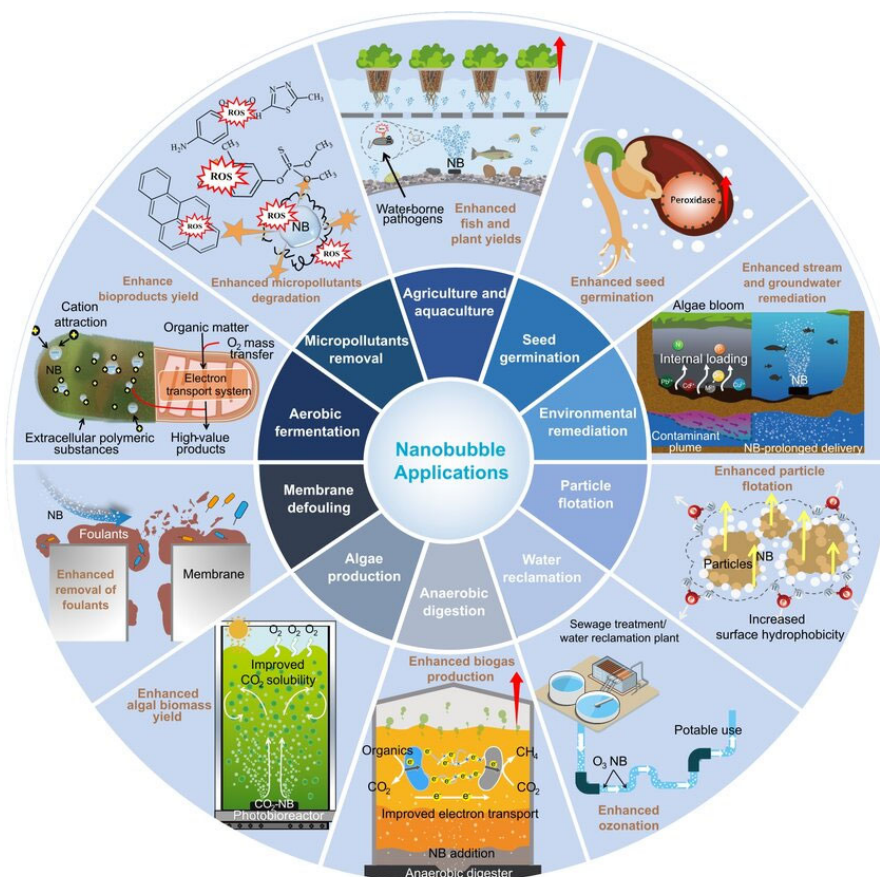 Nanobubble
Applications
Agriculture and
aquaculture
Seed
germination
Environmental
remediation
Particle
flotation
Water
reclamation
Anaerobic
digestion
Algae
production
Membrane
defouling
Aerobic
fermentation
Micropollutants
removal
NB
Water-borne
pathogens
Enhanced
fish and
plant yields
Peroxidase
Enhanced seed
germination
Enhanced stream
and groundwater
remediation
Algae bloom
Internal loading
NB
Contaminant
plume
NB-prolonged delivery
Enhanced particle
flotation
Particles
NB
Increased
surface hydrophobicity
Sewage treatment/
water reclamation plant
Potable use
O3 NB
Enhanced
ozonation
Enhanced biogas
production
Organics
CH4
CO2
CO2
e-
Improved electron transport
NB addition
Anaerobic digester
O2 O2 O2
Improved
CO2 solubility
Enhanced
algal biomass
yield
CO2-NB
Photobioreactor
NB
Foulants
Enhanced
removal of
foulants
Membrane
Enhance
bioproducts yield
Cation
attraction
NB
Organic matter
O2 mass
transfer
Electron
transport system
Extracellular polymeric
substances
High-value
products
ROS
CH3
H2N
ROS
CH3
ROS
ROS
NB
ROS
Enhanced micropollutants
degradation